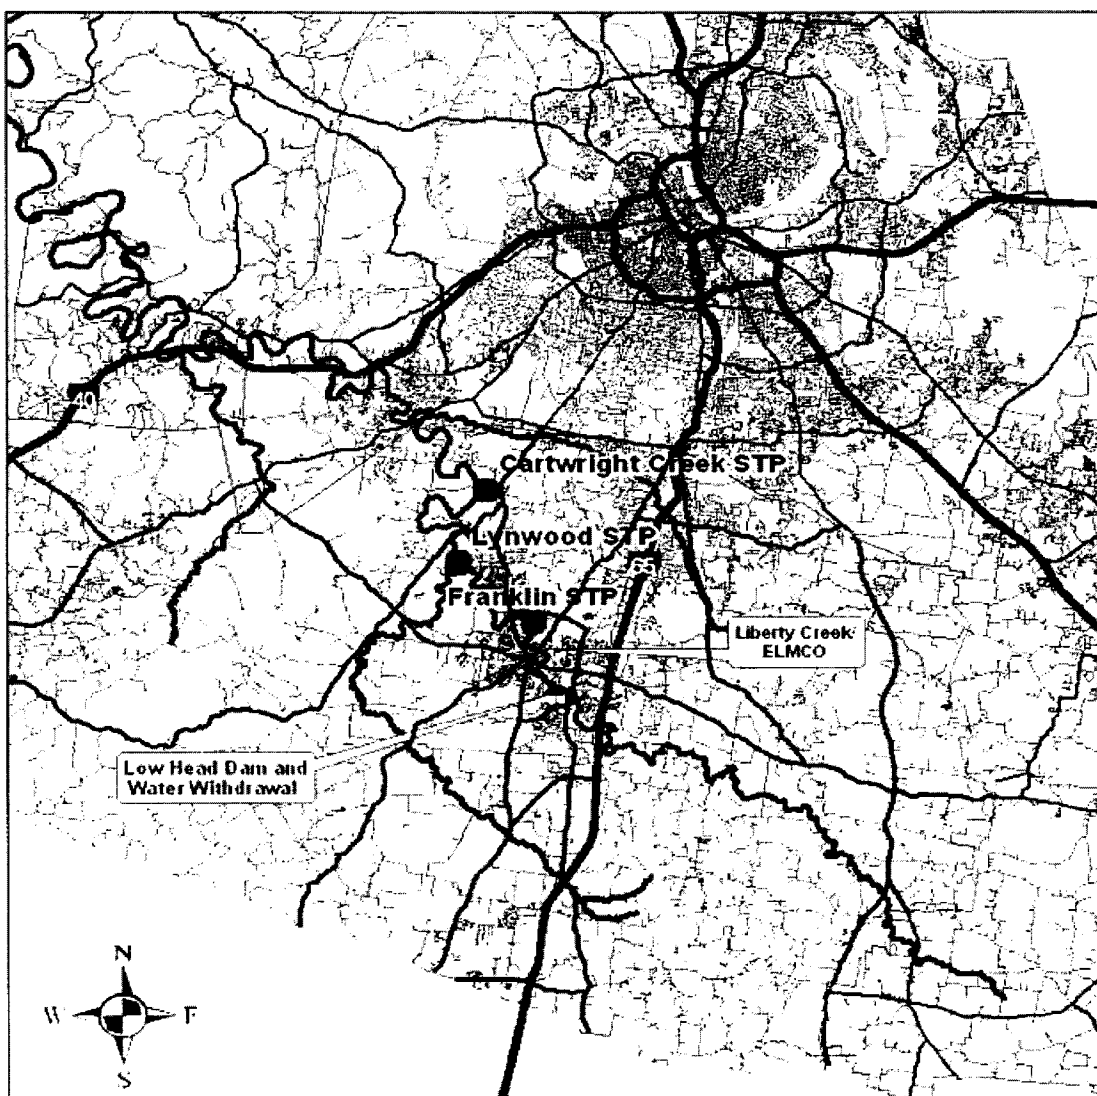 40
Cartwright Creek STP
Lynwood STP
65
Franklin STP
Liberty Creek
ELMCO
Low Head Dam and
Water Withdrawal
N
W E
S